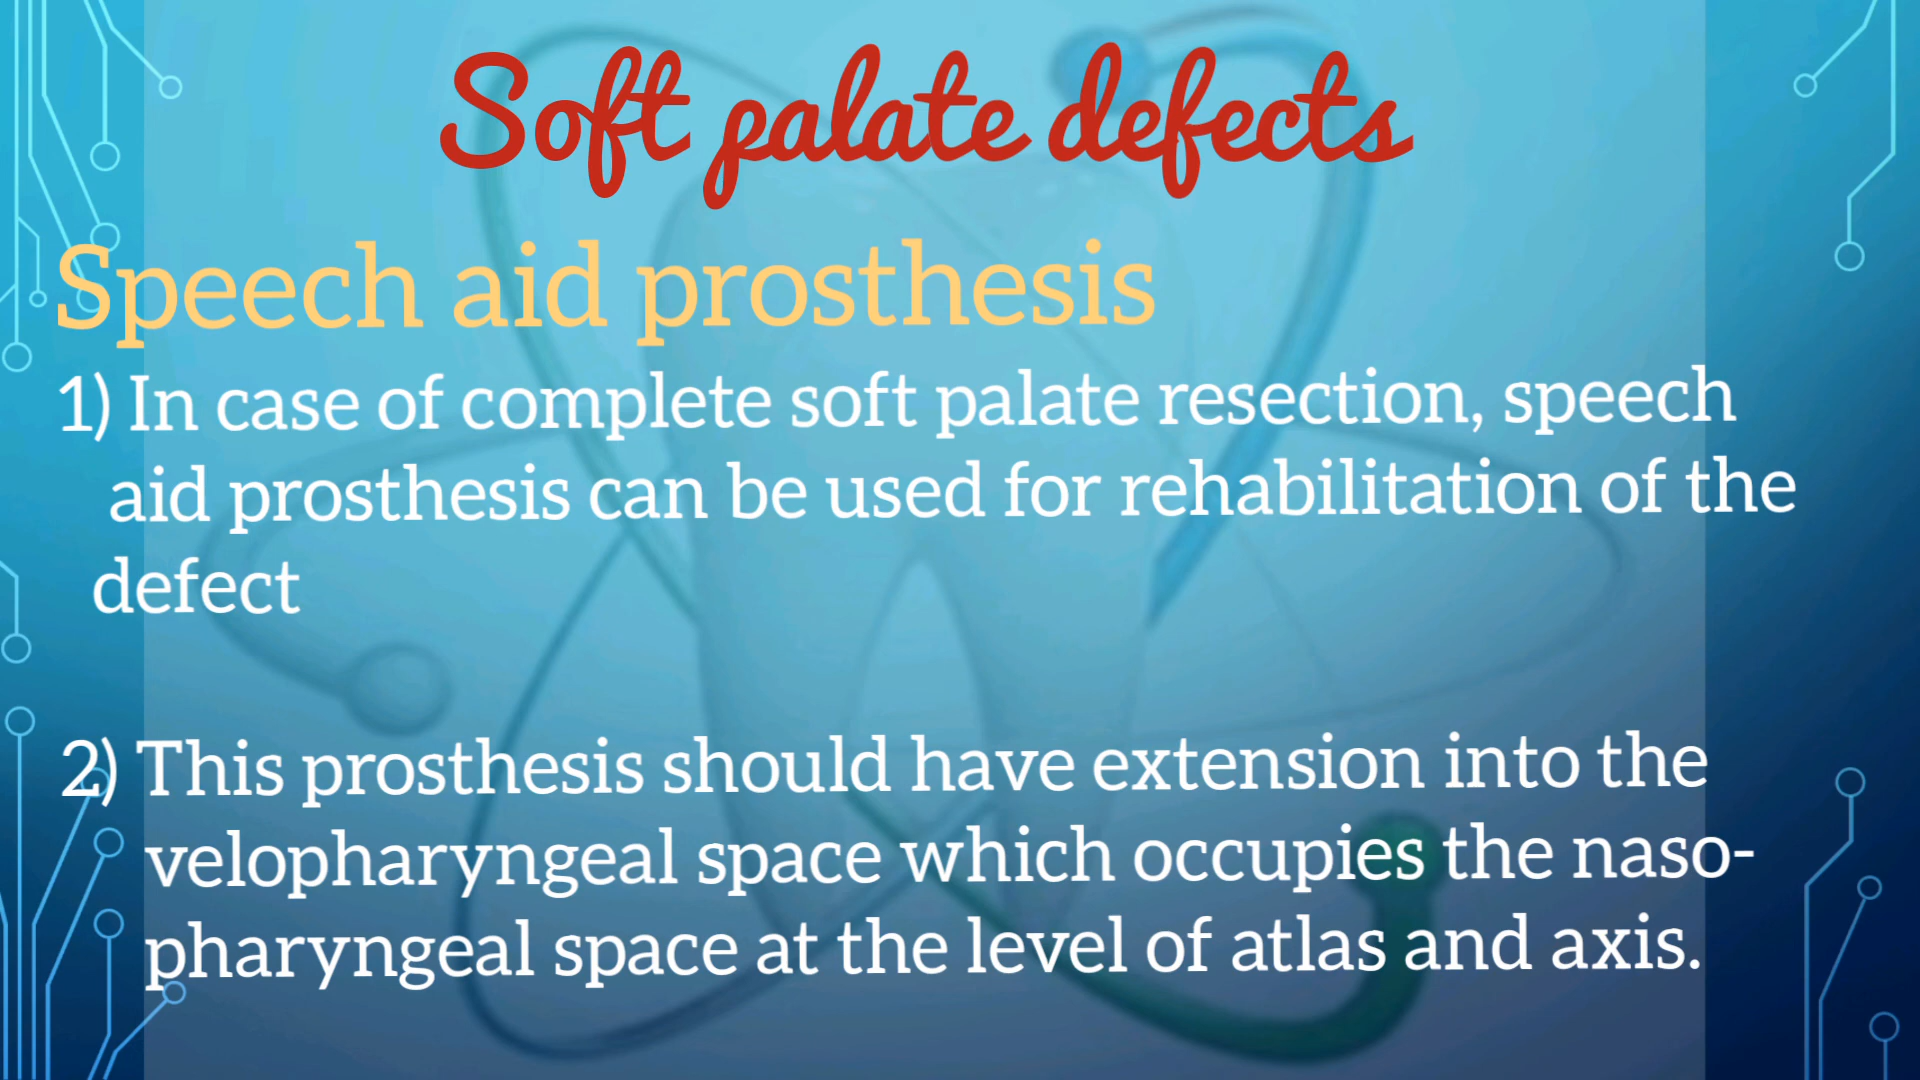 Soft palate defects
Speech aid prosthesis
1) In case of complete soft palate resection, speech
aid prosthesis can be used for rehabilitation of the
defect
2) This prosthesis should have extension into the
velopharyngeal space which occupies the naso-
pharyngeal space at the level of atlas and axis.